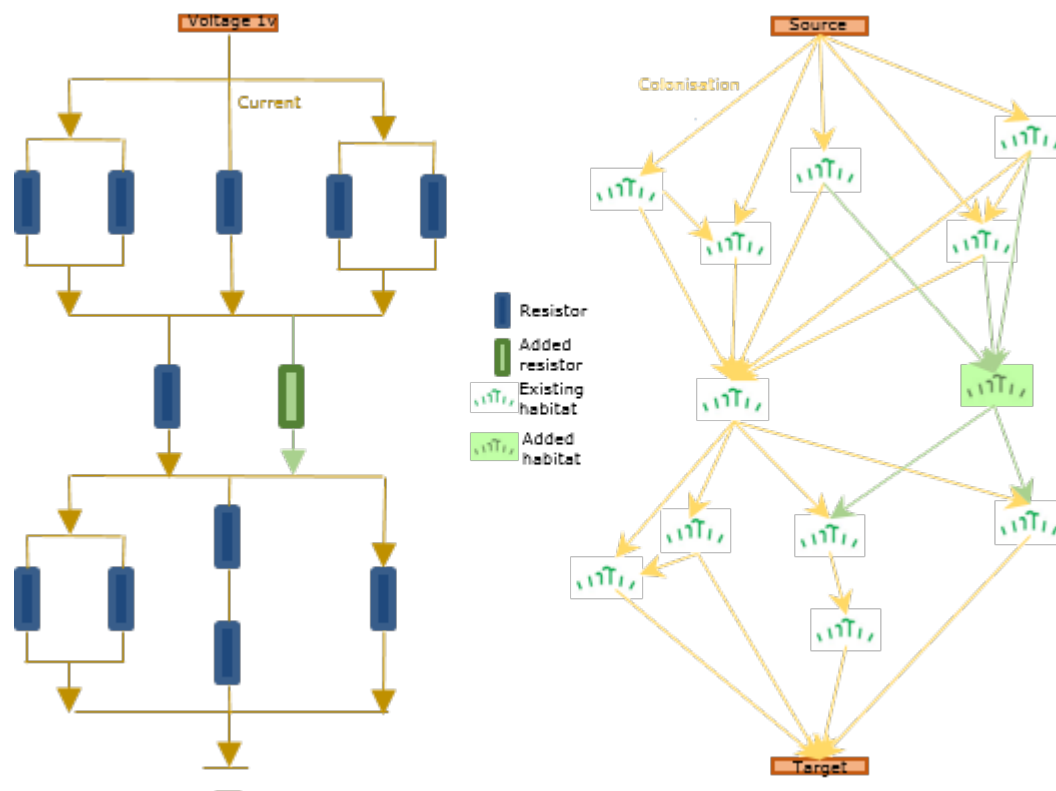 Voltage 1v
Current
Source
Colonisation
Resistor
Added
resistor
Existing
habitat
Added
habitat
Target